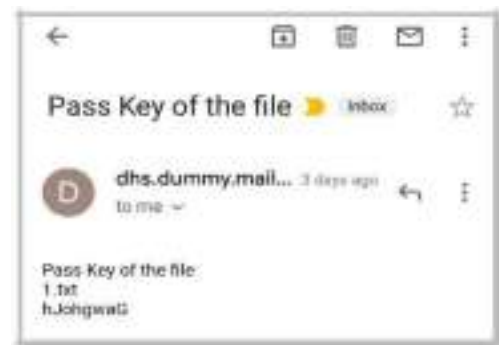 Pass Key of the file Inbox
dhs.dummy.mail... 3 days ago
to me
Pass Key of the file
1.txt
hJohgwaG
D